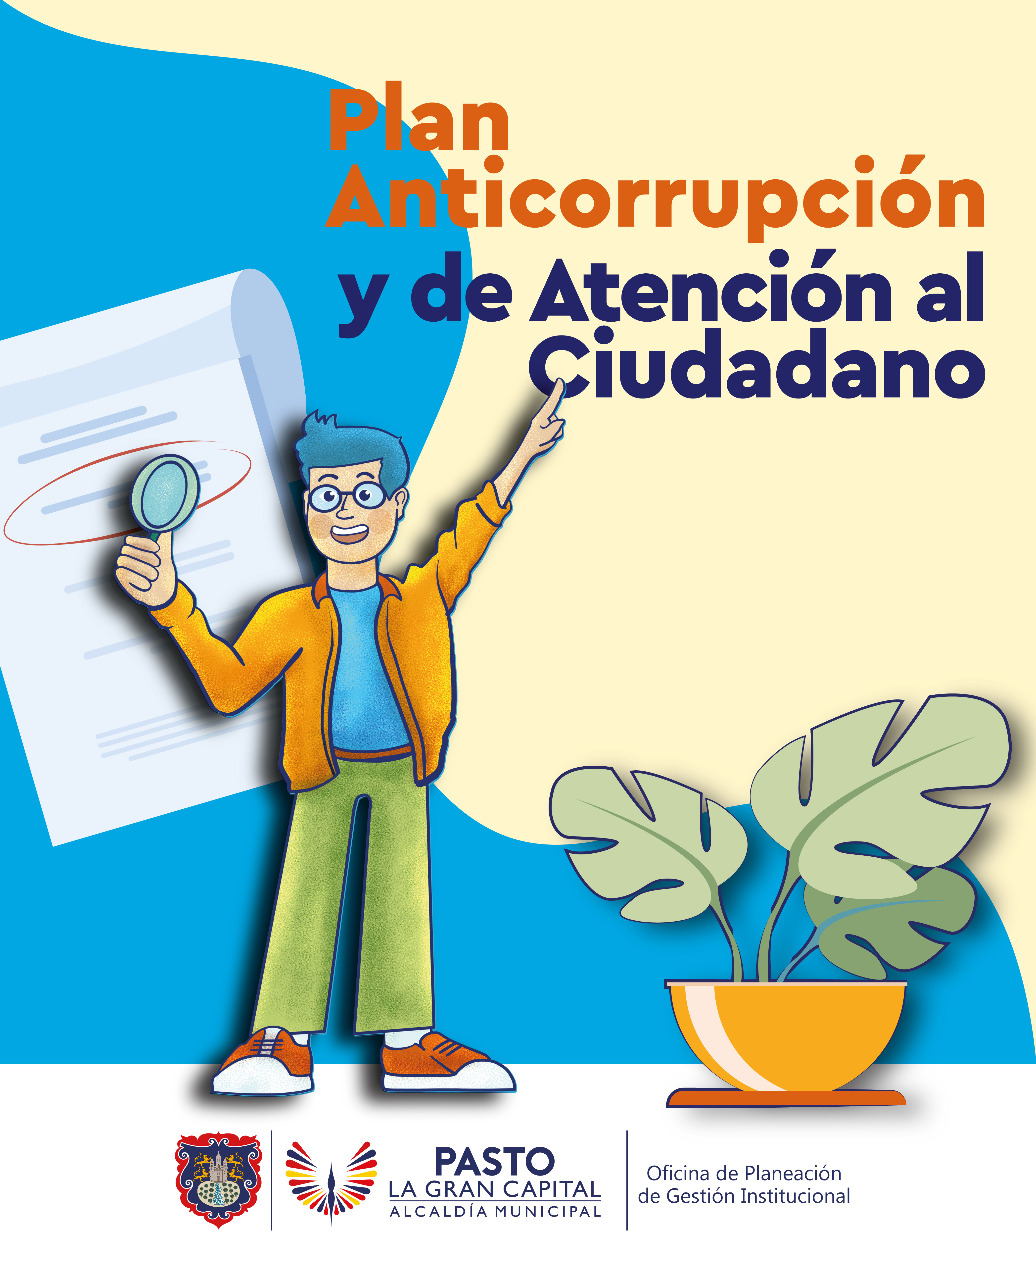 Plan
Anticorrupción
y de Atención al
Ciudadano
PASTO
LA GRAN CAPITAL
ALCALDÍA MUNICIPAL
Oficina de Planeación
de Gestión Institucional